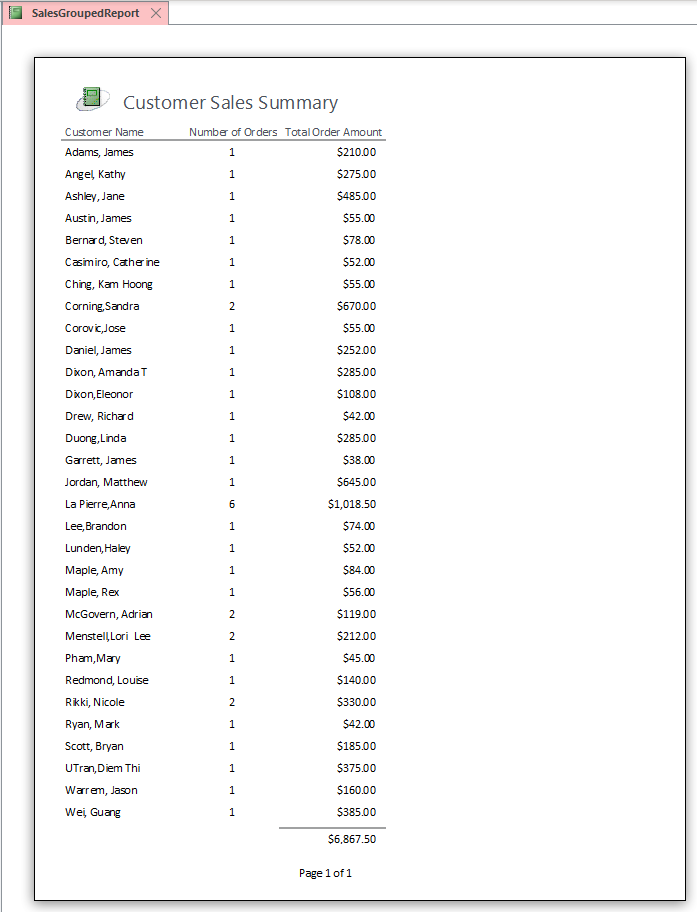 SalesGroupedReport
Customer Sales Summary
Customer Name Number of Orders Total Order Amount
Adams, James 1 $210.00
Angel, Kathy 1 $275.00
Ashley, Jane 1 $485.00
Austin, James 1 $55.00
Bernard, Steven 1 $78.00
Casimiro, Catherine 1 $52.00
Ching, Kam Hoong 1 $55.00
Corning,Sandra 2 $670.00
Corovic,Jose 1 $55.00
Daniel, James 1 $252.00
Dixon, Amanda T 1 $285.00
Dixon,Eleonor 1 $108.00
Drew, Richard 1 $42.00
Duong,Linda 1 $285.00
Garrett, James 1 $38.00
Jordan, Matthew 1 $645.00
La Pierre,Anna 6 $1,018.50
Lee,Brandon 1 $74.00
Lunden,Haley 1 $52.00
Maple, Amy 1 $84.00
Maple, Rex 1 $56.00
McGovern, Adrian 2 $119.00
Menstell,Lori Lee 2 $212.00
Pham,Mary 1 $45.00
Redmond, Louise 1 $140.00
Rikki, Nicole 2 $330.00
Ryan, Mark 1 $42.00
Scott, Bryan 1 $185.00
UTran,Diem Thi 1 $375.00
Warrem, Jason 1 $160.00
Wei, Guang 1 $385.00
$6,867.50
Page 1 of 1